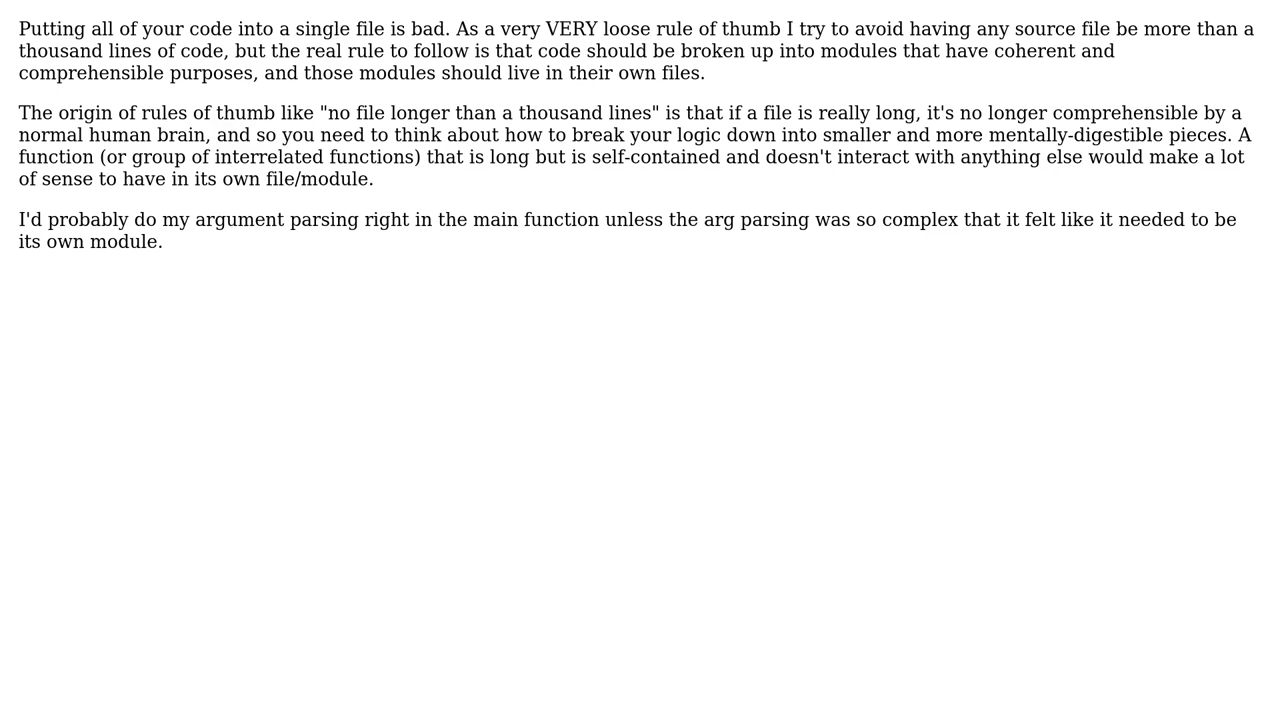 Putting all of your code into a single file is bad. As a very VERY loose rule of thumb I try to avoid having any source file be more than a
thousand lines of code, but the real rule to follow is that code should be broken up into modules that have coherent and
comprehensible purposes, and those modules should live in their own files.
The origin of rules of thumb like "no file longer than a thousand lines" is that if a file is really long, it's no longer comprehensible by a
normal human brain, and so you need to think about how to break your logic down into smaller and more mentally-digestible pieces. A
function (or group of interrelated functions) that is long but is self-contained and doesn't interact with anything else would make a lot
of sense to have in its own file/module.
I'd probably do my argument parsing right in the main function unless the arg parsing was so complex that it felt like it needed to be
its own module.